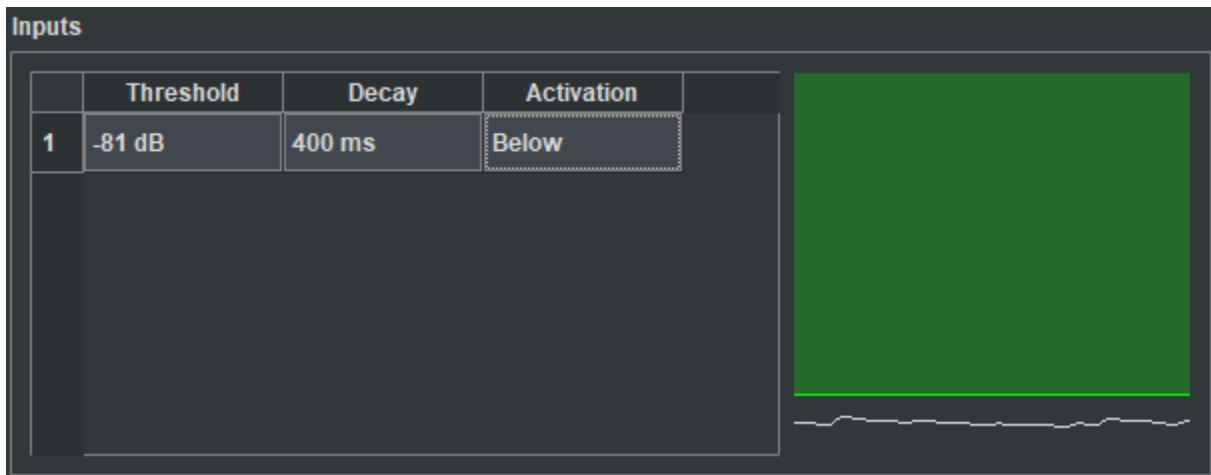 Inputs
Threshold Decay Activation
1 -81 dB 400 ms Below